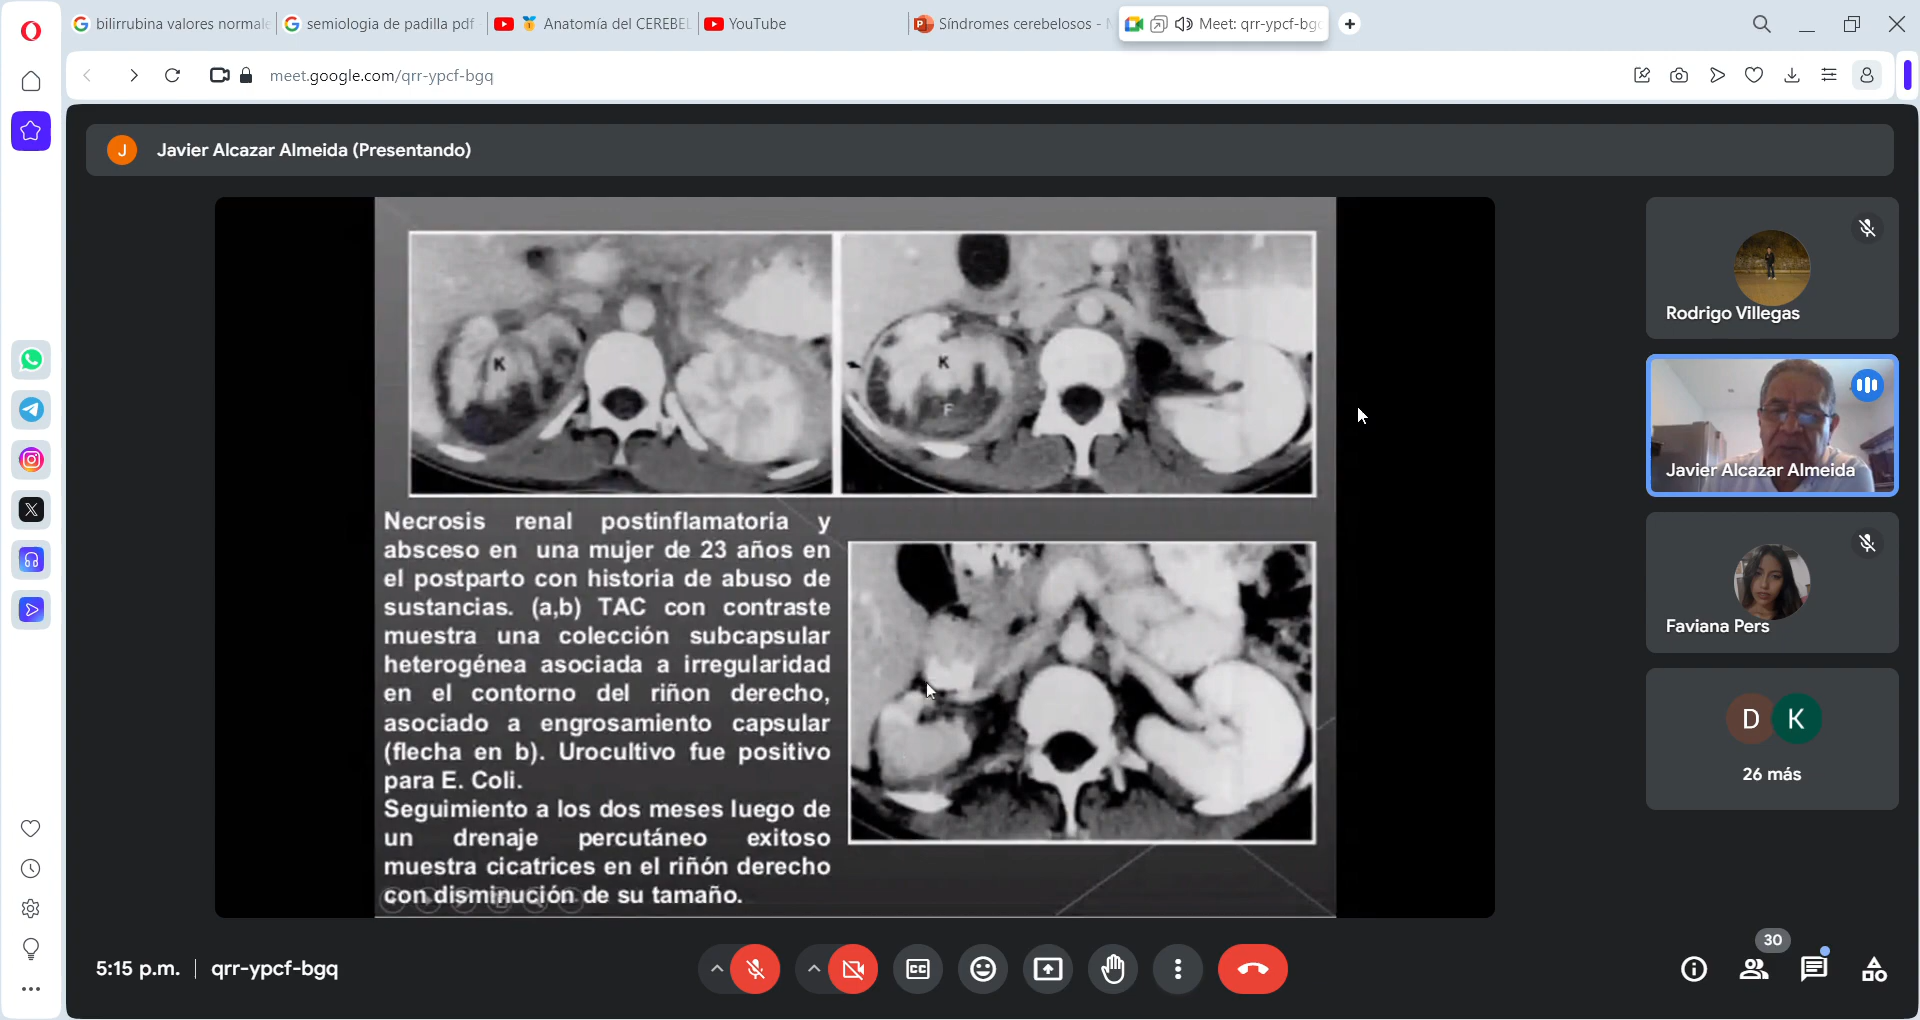 bilirrubina valores normale
semiologia de padilla pdf
Anatomía del CEREBEL
YouTube
Síndromes cerebelosos -
Meet: qrr-ypcf-bgc
meet.google.com/qrr-ypcf-bgq
J
Javier Alcazar Almeida (Presentando)
K
K
F
Rodrigo Villegas
Javier Alcazar Almeida
Faviana Pers
D K
26 más
Necrosis renal postinflamatoria y
absceso en una mujer de 23 años en
el postparto con historia de abuso de
sustancias. (a,b) TAC con contraste
muestra una colección subcapsular
heterogénea asociada a irregularidad
en el contorno del riñon derecho,
asociado a engrosamiento capsular
(flecha en b). Urocultivo fue positivo
para E. Coli.
Seguimiento a los dos meses luego de
un drenaje percutáneo exitoso
muestra cicatrices en el riñón derecho
con disminución de su tamaño.
5:15 p.m. | qrr-ypcf-bgq
30